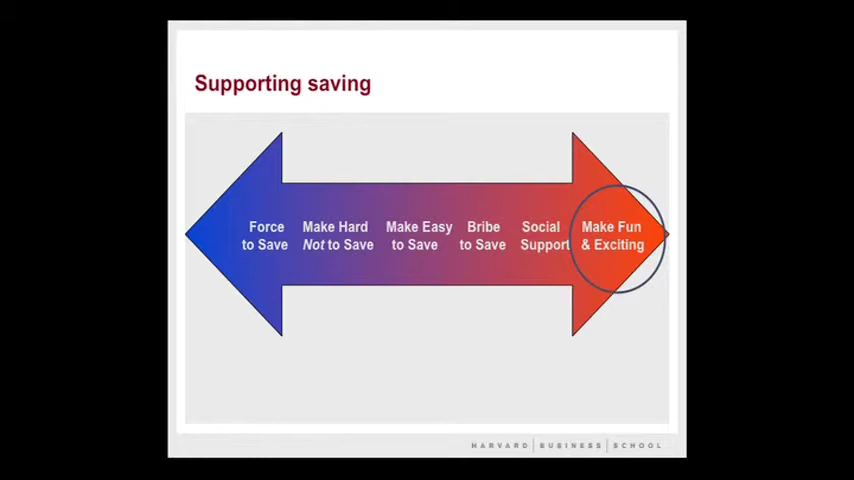 Supporting saving
Force Make Hard Make Easy Bribe Social Make Fun
to Save Not to Save to Save to Save Support & Exciting
HARVARD BUSINESS SCHOOL